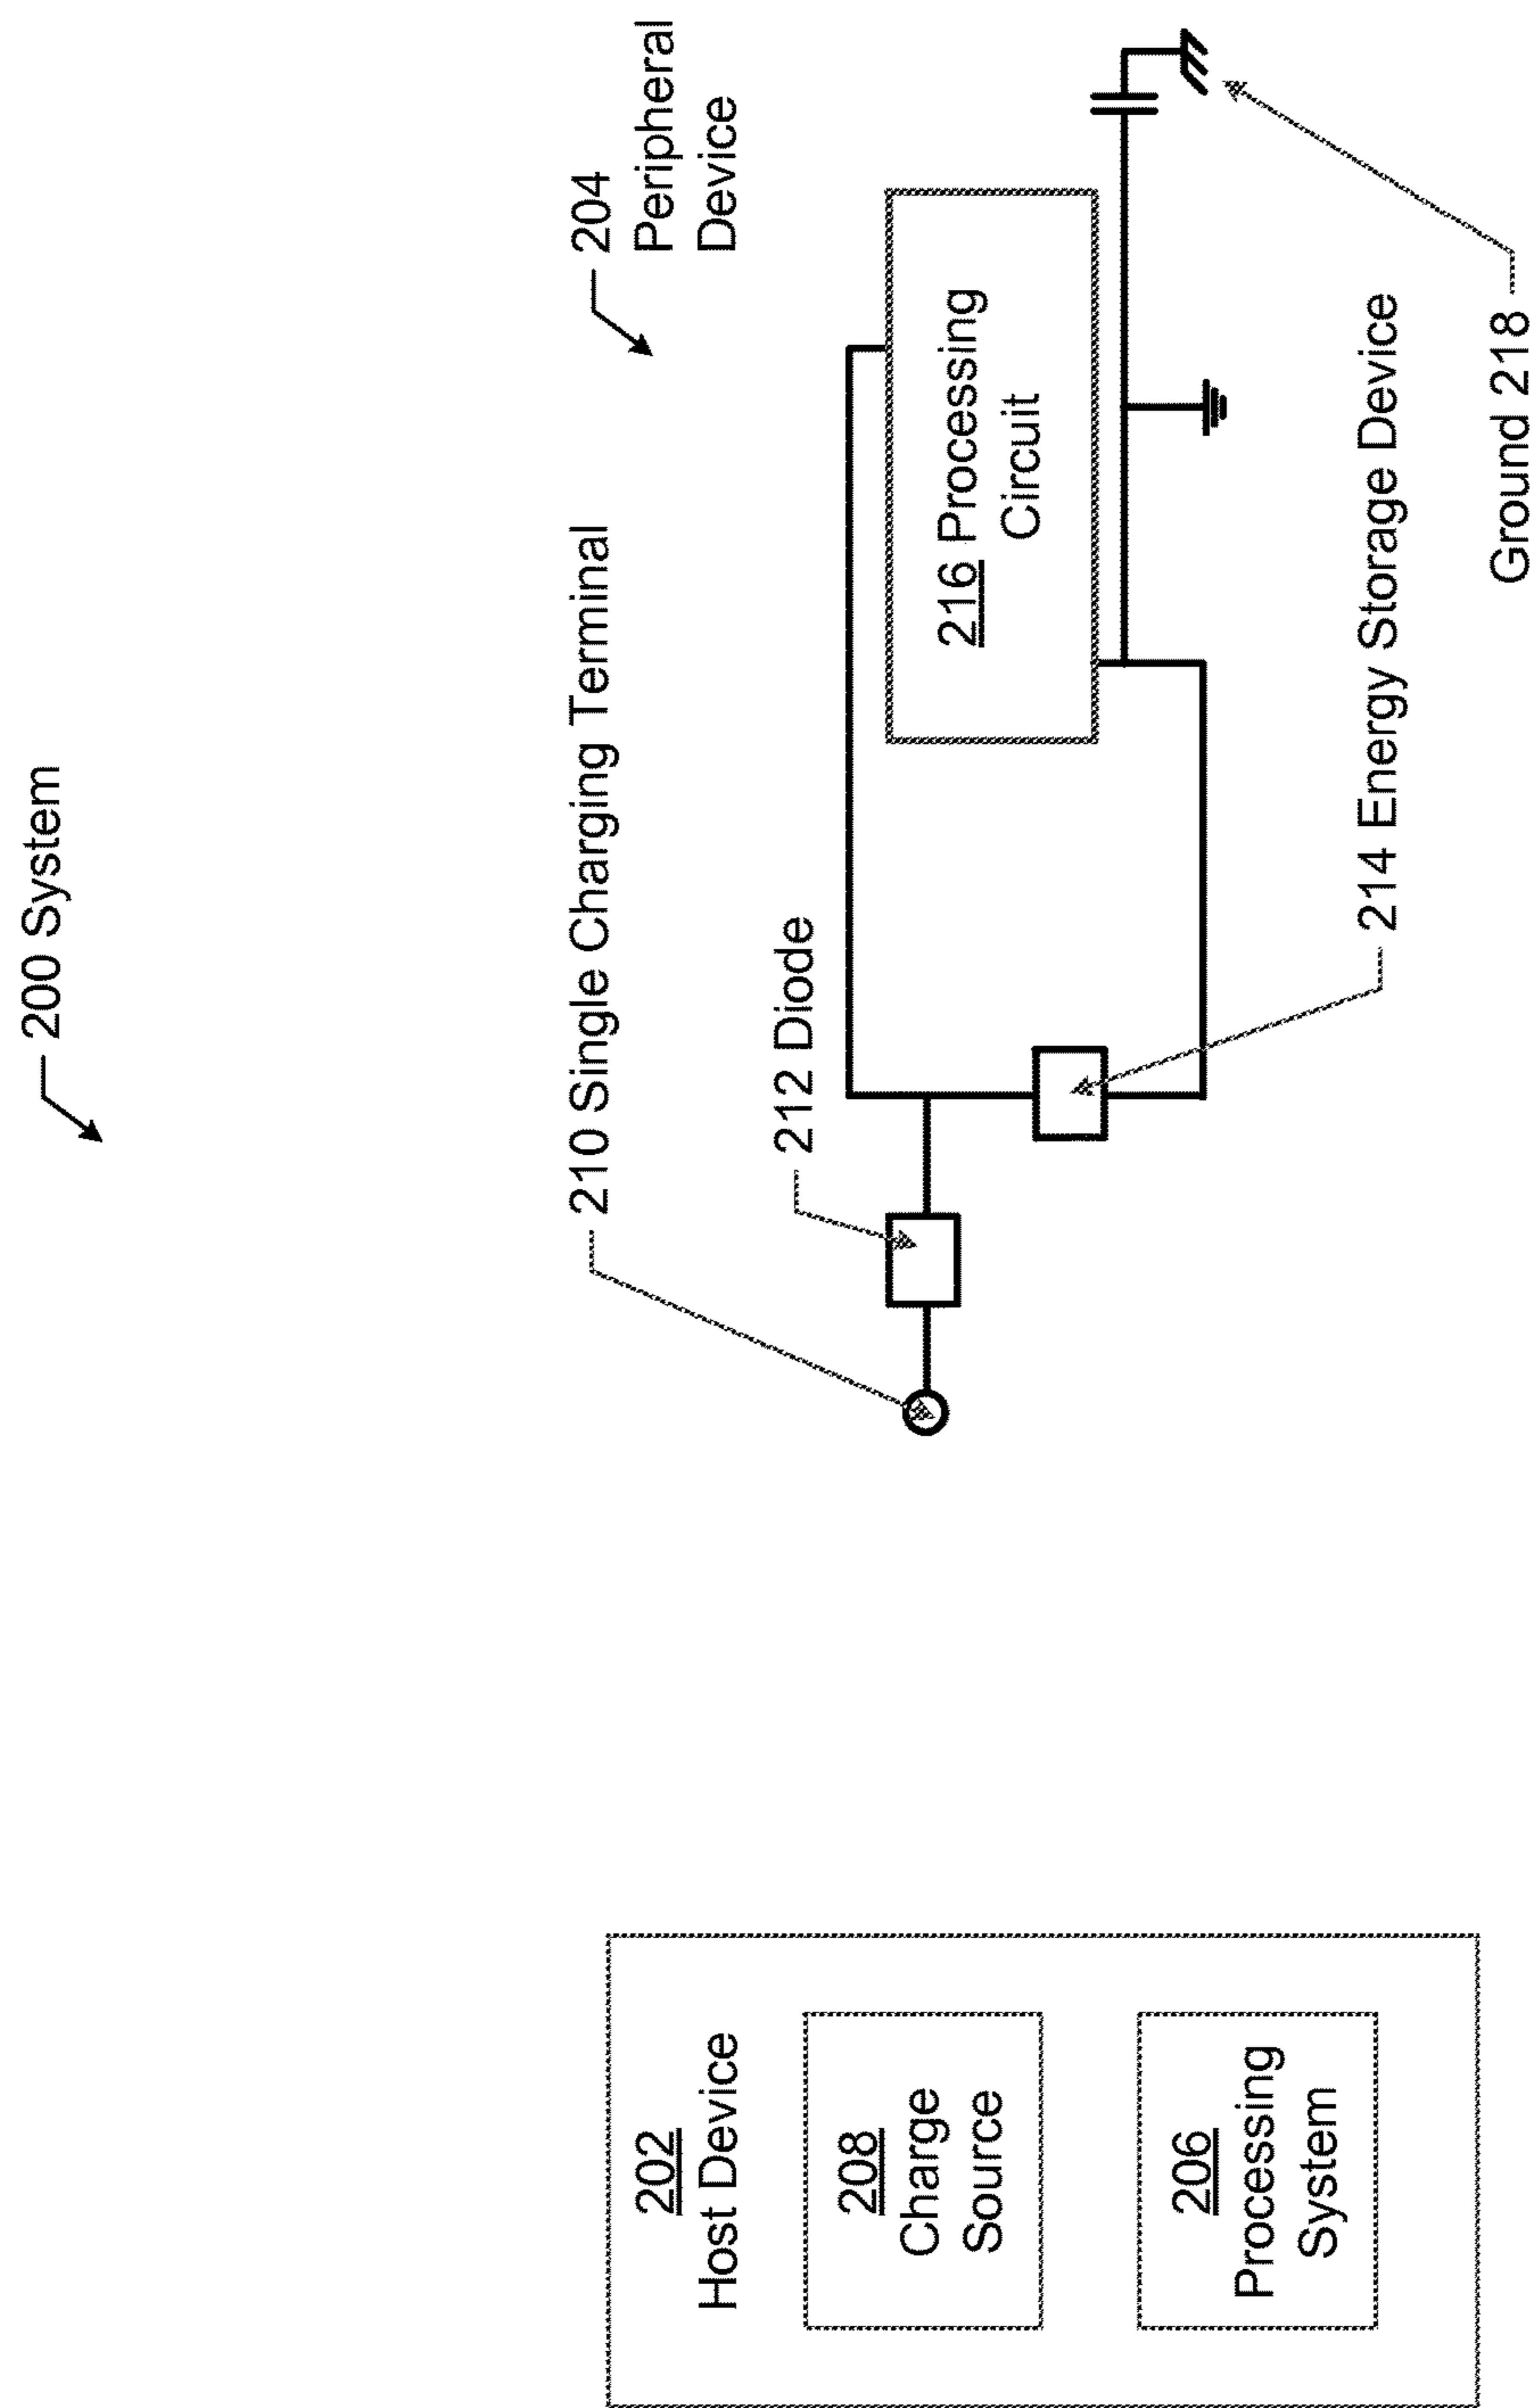 200 System
202
Host Device
208
Charge
Source
206
Processing
System
204
Peripheral
Device
210 Single Charging Terminal
212 Diode
216 Processing
Circuit
214 Energy Storage Device
Ground 218